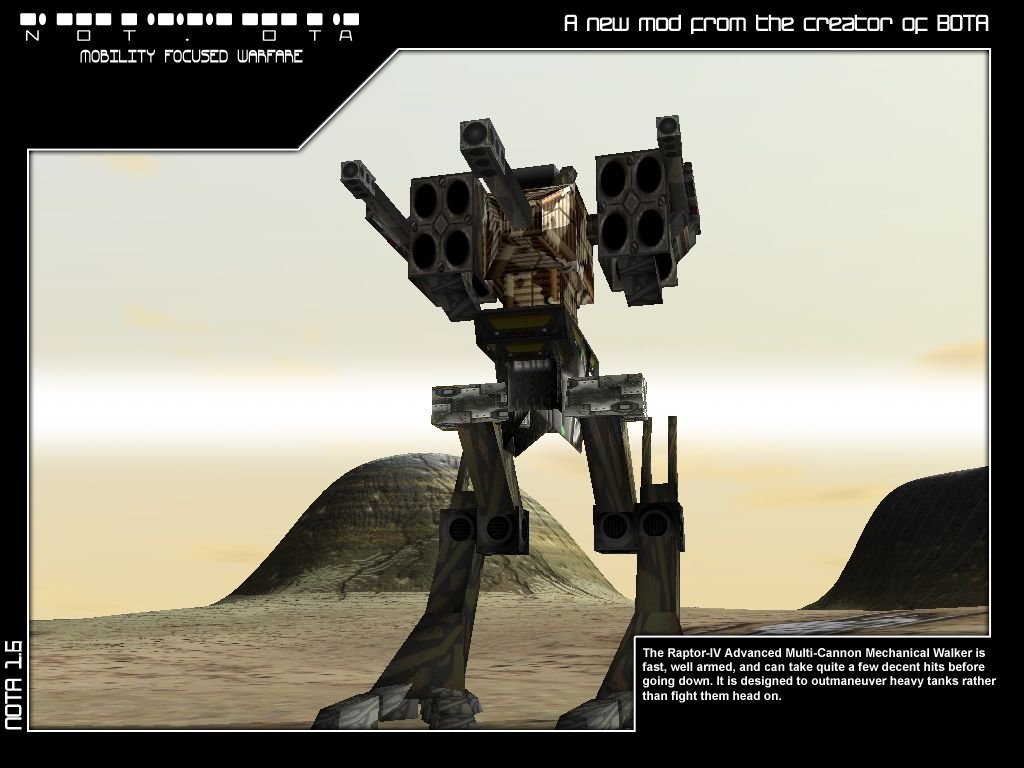 NOT.OTA
MOBILITY FOCUSED WARFARE
A new mod from the creator of BOTA
NOTA 1.6
The Raptor-IV Advanced Multi-Cannon Mechanical Walker is
fast, well armed, and can take quite a few decent hits before
going down. It is designed to outmaneuver heavy tanks rather
than fight them head on.